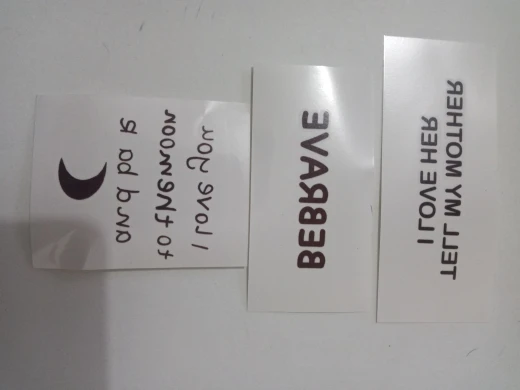 TELL MY MOTHER
I LOVE HER
BEBRAVE
I love you
to the moon
and back